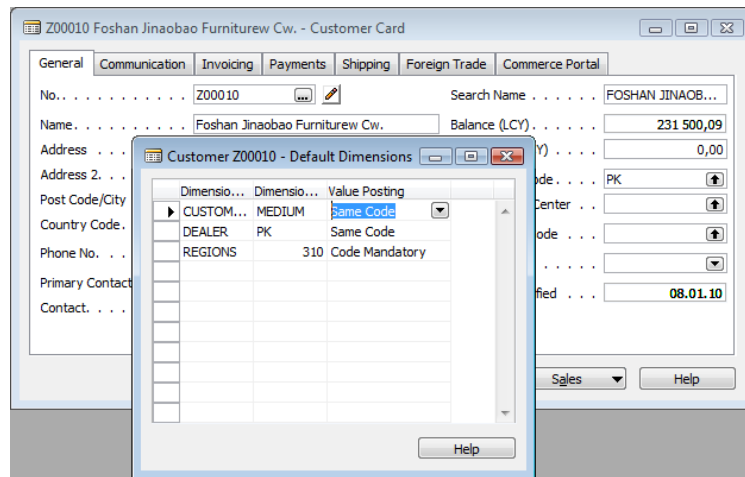 Z00010 Foshan Jinaobao Furniturew Cw. - Customer Card
General Communication Invoicing Payments Shipping Foreign Trade Commerce Portal
No. . . . . . . . . . . . Z00010 ... Search Name . . . . . . FOSHAN JINAOB...
Name. . . . . . . . . . . Foshan Jinaobao Furniturew Cw. Balance (LCY). . . . . . 231 500,09
Address . . . Y) . . . 0,00
Address 2. . . ode. . . . PK
Post Code/City Center . .
Country Code. ode . . .
Phone No. . . . . . . .
Primary Contact fied . . . 08.01.10
Contact. . . .
Sales Help
Customer Z00010 - Default Dimensions
Dimensio... Dimensio... Value Posting
CUSTOM... MEDIUM Same Code
DEALER PK Same Code
REGIONS 310 Code Mandatory
Help